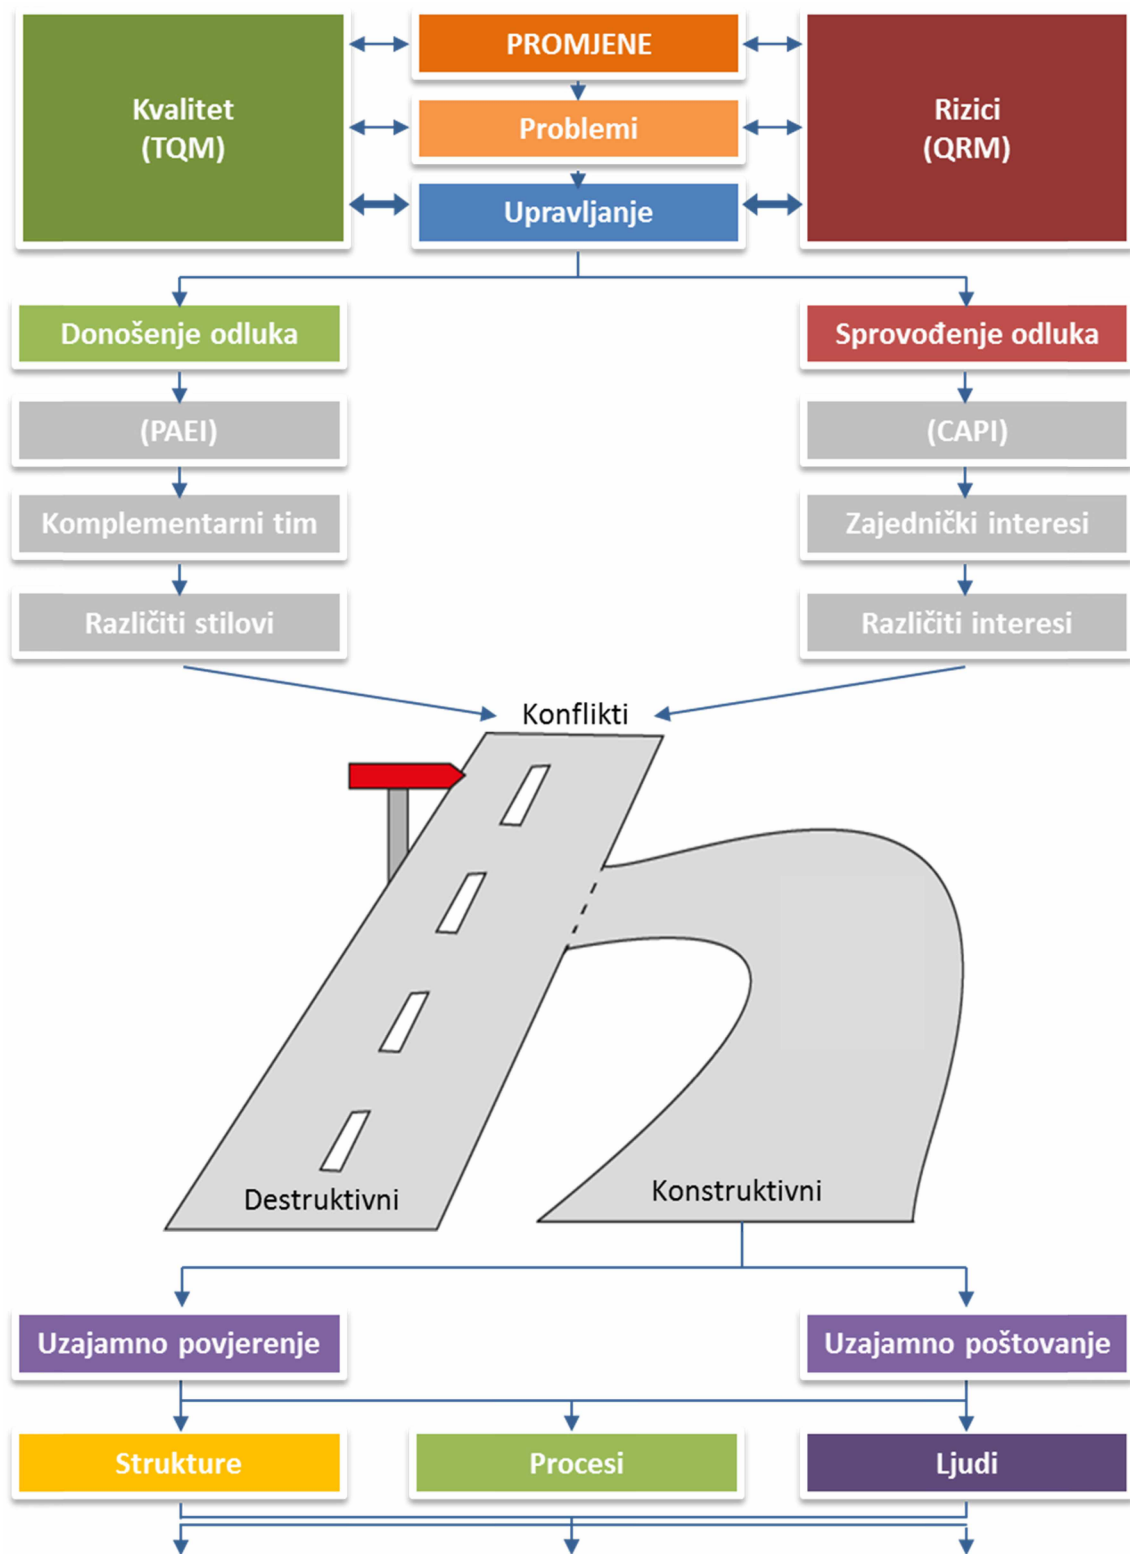 PROMJENE
Kvalitet
(TQM)
Problemi
Rizici
(QRM)
Upravljanje
Donošenje odluka
Sprovođenje odluka
(PAEI)
(CAPI)
Komplementarni tim
Zajednički interesi
Različiti stilovi
Različiti interesi
Konflikti
Destruktivni
Konstruktivni
Uzajamno povjerenje
Uzajamno poštovanje
Strukture
Procesi
Ljudi